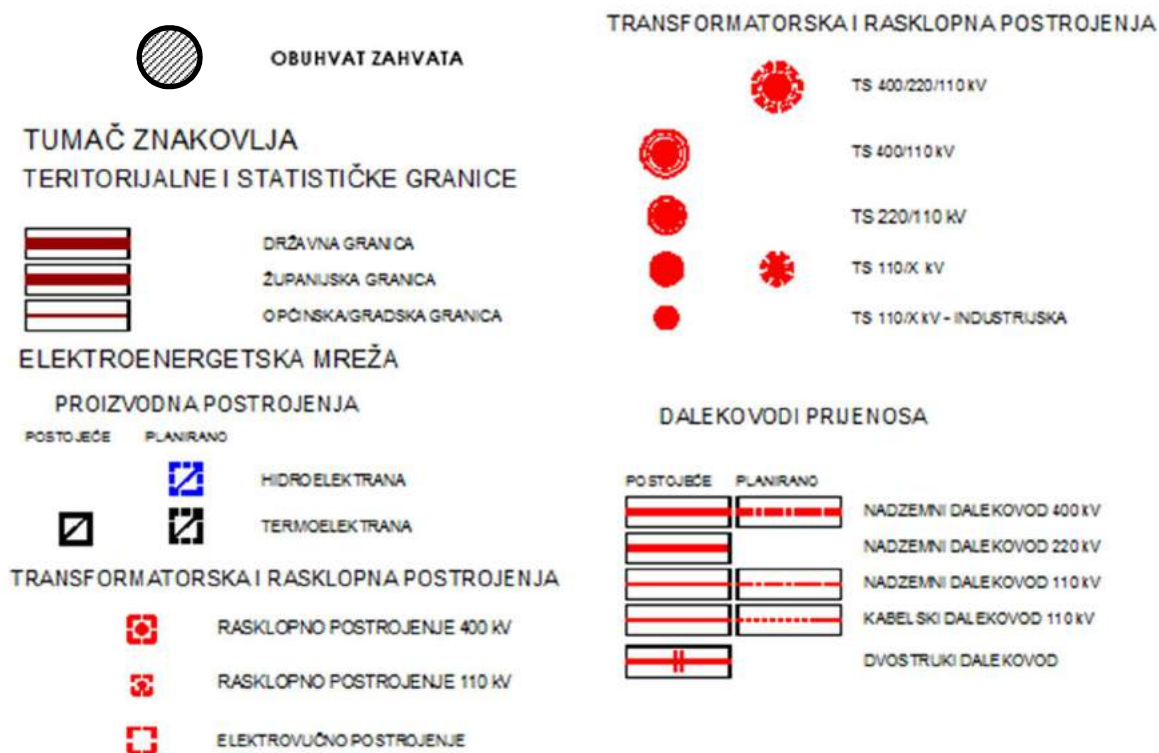 OBUHVAT ZAHVATA
TUMAČ ZNAKOVLJA
TERITORIJALNE I STATISTIČKE GRANICE
DRŽAVNA GRANICA
ŽUPANIJSKA GRANICA
OPĆINSKA/GRADSKA GRANICA
ELEKTROENERGETSKA MREŽA
PROIZVODNA POSTROJENJA
POSTOJEĆE PLANIRANO
HIDROELEKTRANA
TERMOELEKTRANA
TRANSFORMATORSKA I RASKLOPNA POSTROJENJA
RASKLOPNO POSTROJENJE 400 kV
RASKLOPNO POSTROJENJE 110 kV
ELEKTROVUČNO POSTROJENJE
TRANSFORMATORSKA I RASKLOPNA POSTROJENJA
TS 400/220/110 kV
TS 400/110 kV
TS 220/110 kV
TS 110/X kV
TS 110/X kV - INDUSTRIJSKA
DALEKOVODI PRIJENOSA
POSTOJEĆE PLANIRANO
NADZEMNI DALEKOVOD 400 kV
NADZEMNI DALEKOVOD 220 kV
NADZEMNI DALEKOVOD 110 kV
KABELSKI DALEKOVOD 110 kV
DVOSTRUKI DALEKOVOD